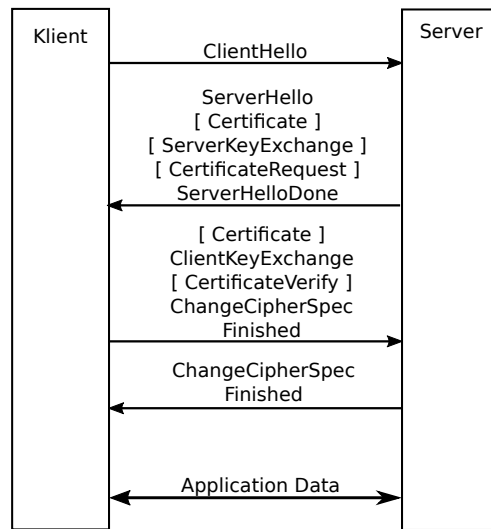 Klient
Server
ClientHello
ServerHello
[ Certificate ]
[ ServerKeyExchange ]
[ CertificateRequest ]
ServerHelloDone
[ Certificate ]
ClientKeyExchange
[ CertificateVerify ]
ChangeCipherSpec
Finished
ChangeCipherSpec
Finished
Application Data